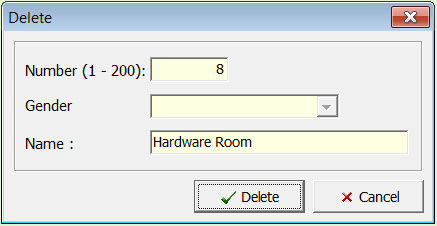 Delete
Number (1 - 200): 8
Gender
Name : Hardware Room
Delete Cancel